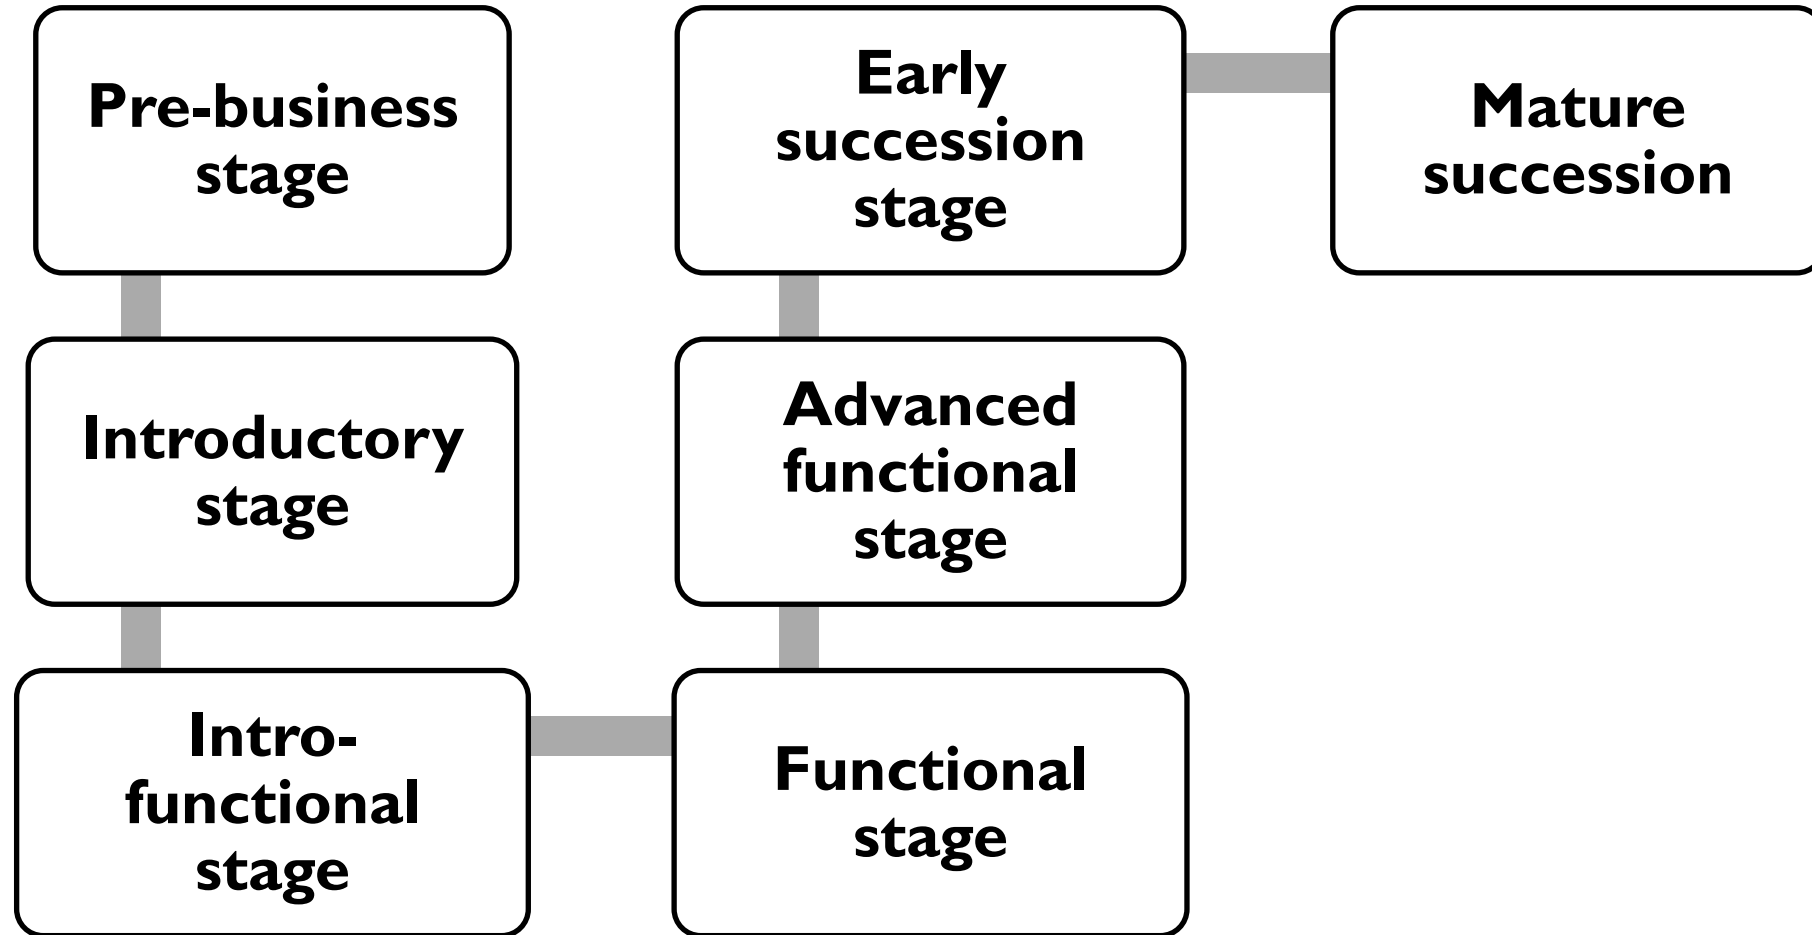 Pre-business
stage
Introductory
stage
Intro-
functional
stage
Functional
stage
Advanced
functional
stage
Early
succession
stage
Mature
succession